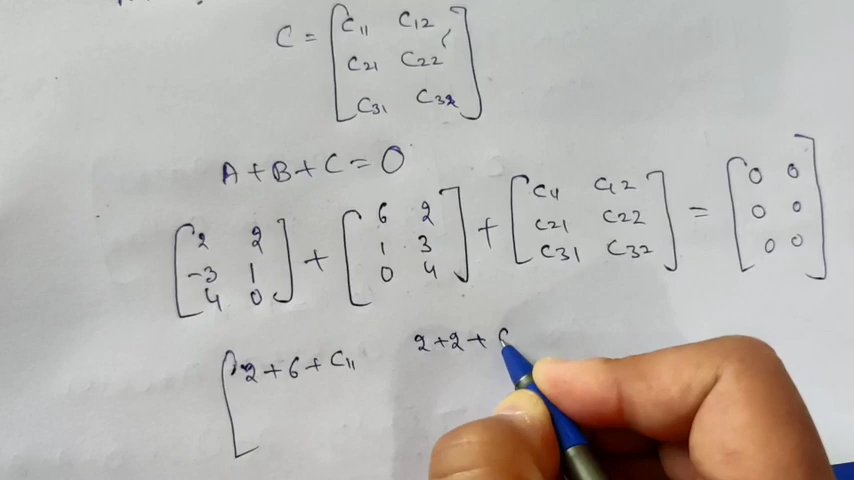 C = [ C11 C12
C21 C22
C31 C32 ]
A + B + C = O
[ 2 2 ] + [ 6 2 ] + [ C11 C12 ] = [ 0 0 ]
[ -3 1 ] [ 1 3 ] [ C21 C22 ] [ 0 0 ]
[ 4 0 ] [ 0 4 ] [ C31 C32 ] [ 0 0 ]
[ 2 + 6 + C11 2 + 2 + C